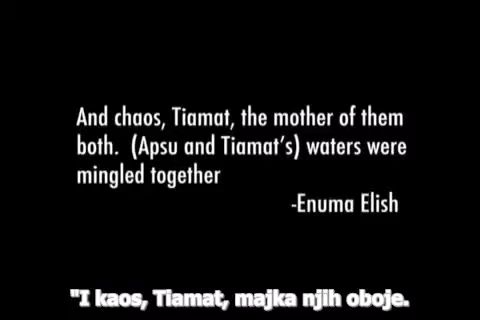 And chaos, Tiamat, the mother of them
both.  (Apsu and Tiamat's) waters were
mingled together
-Enuma Elish
"I kaos, Tiamat, majka njih oboje.